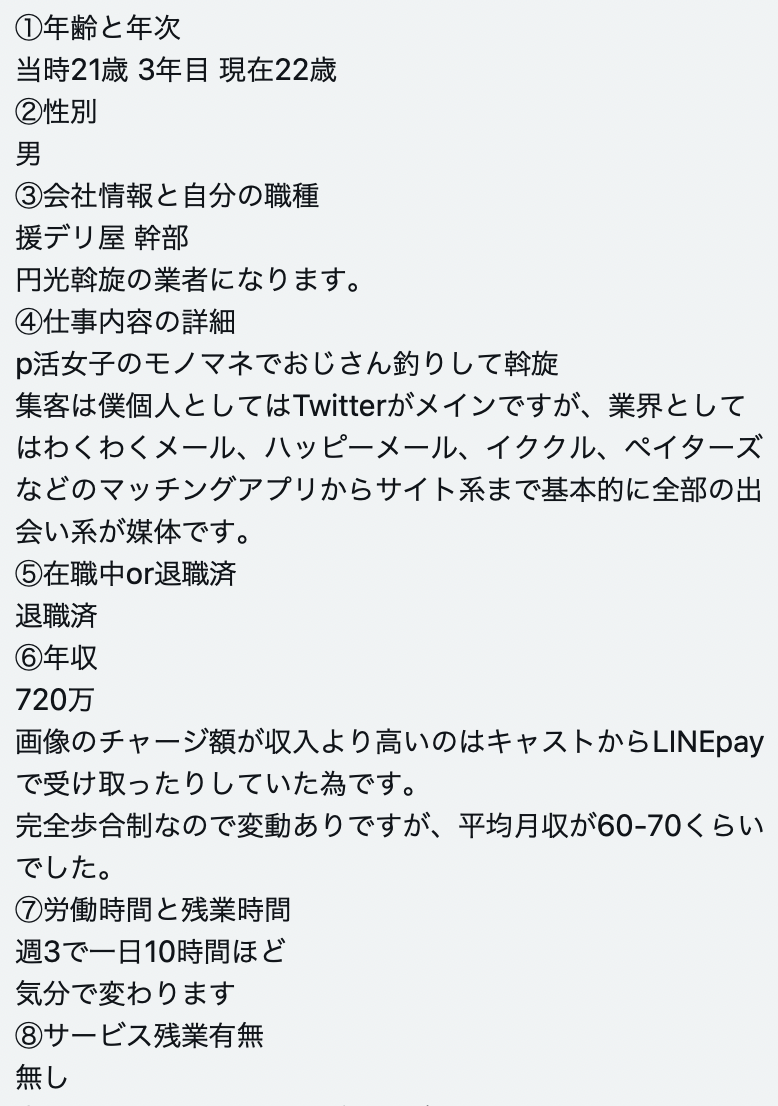 ①年齢と年次
当時21歳 3年目 現在22歳
②性別
男
③会社情報と自分の職種
援デリ屋 幹部
円光斡旋の業者になります。
④仕事内容の詳細
p活女子のモノマネでおじさん釣りして斡旋
集客は僕個人としてはTwitterがメインですが、業界として
はわくわくメール、ハッピーメール、イククル、ペイターズ
などのマッチングアプリからサイト系まで基本的に全部の出
会い系が媒体です。
⑤在職中or退職済
退職済
⑥年収
720万
画像のチャージ額が収入より高いのはキャストからLINEpay
で受け取ったりしていた為です。
完全歩合制なので変動ありですが、平均月収が60-70くらい
でした。
⑦労働時間と残業時間
週3で一日10時間ほど
気分で変わります
⑧サービス残業有無
無し